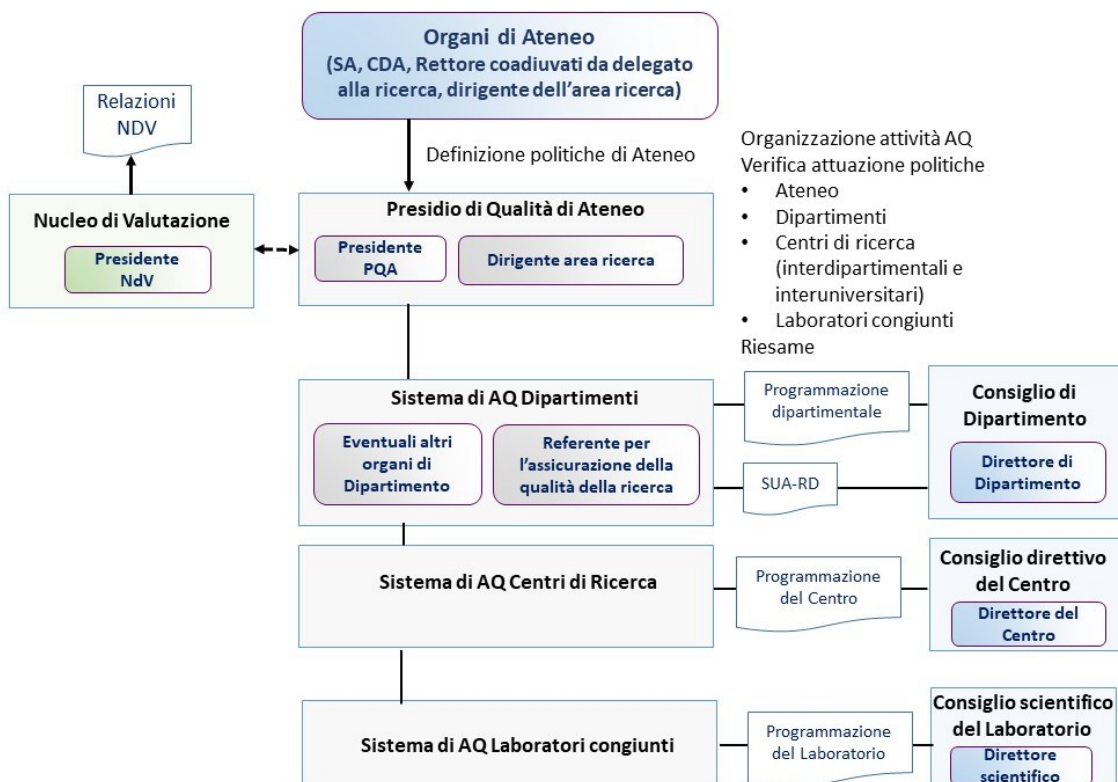 Organi di Ateneo
(SA, CDA, Rettore coadiuvati da delegato
alla ricerca, dirigente dell'area ricerca)
Relazioni
NDV
Definizione politiche di Ateneo
Organizzazione attività AQ
Verifica attuazione politiche
• Ateneo
• Dipartimenti
• Centri di ricerca
(interdipartimentali e
interuniversitari)
• Laboratori congiunti
Riesame
Nucleo di Valutazione
Presidente
NdV
Presidio di Qualità di Ateneo
Presidente
PQA
Dirigente area ricerca
Sistema di AQ Dipartimenti
Eventuali altri
organi di
Dipartimento
Referente per
l'assicurazione della
qualità della ricerca
Programmazione
dipartimentale
SUA-RD
Consiglio di
Dipartimento
Direttore di
Dipartimento
Sistema di AQ Centri di Ricerca
Programmazione
del Centro
Consiglio direttivo
del Centro
Direttore del
Centro
Sistema di AQ Laboratori congiunti
Programmazione
del Laboratorio
Consiglio scientifico
del Laboratorio
Direttore
scientifico